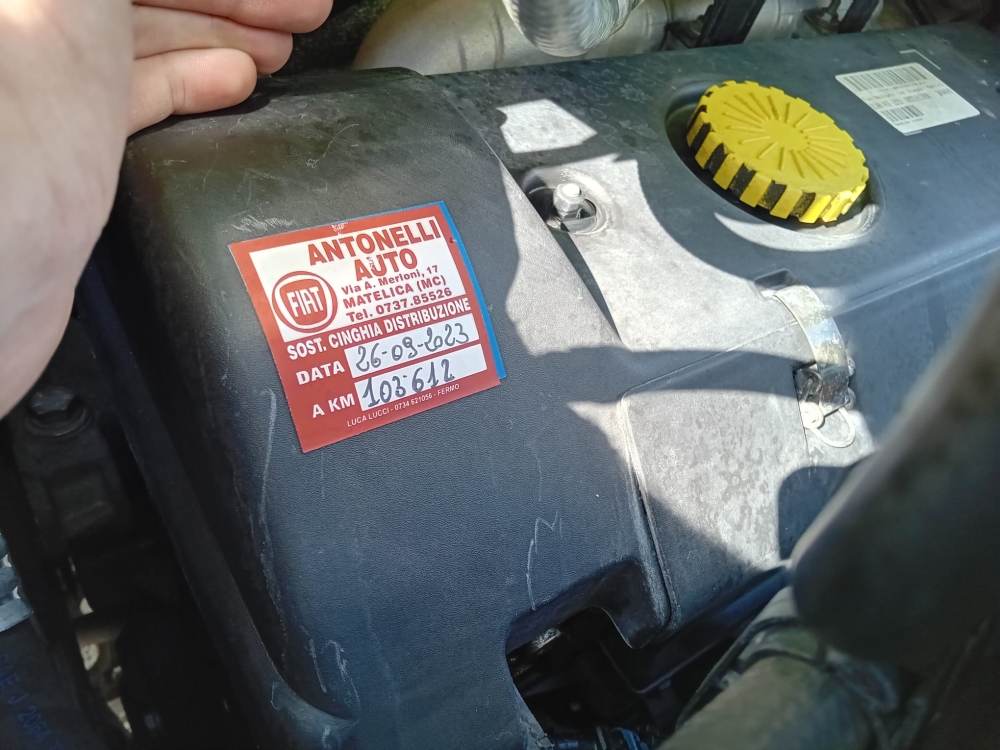 ANTONELLI
AUTO
FIAT
Via A. Merloni, 17
MATELICA (MC)
Tel. 0737.85526
SOST. CINGHIA DISTRIBUZIONE
DATA 26-09-2023
A KM 103612
LUCA LUCCI - 0734 621056 - FERMO